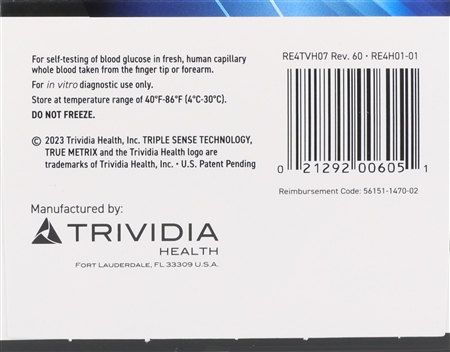 For self-testing of blood glucose in fresh, human capillary
whole blood taken from the finger tip or forearm.
For in vitro diagnostic use only.
Store at temperature range of 40°F-86°F (4°C-30°C).
DO NOT FREEZE.
© 2023 Trividia Health, Inc. TRIPLE SENSE TECHNOLOGY,
TRUE METRIX and the Trividia Health logo are
trademarks of Trividia Health, Inc. • U.S. Patent Pending
Manufactured by:
TRIVIDIA
HEALTH
FORT LAUDERDALE, FL 33309 U.S.A.
RE4TVH07 Rev. 60 • RE4H01-01
0 21292 00605 1
Reimbursement Code: 56151-1470-02